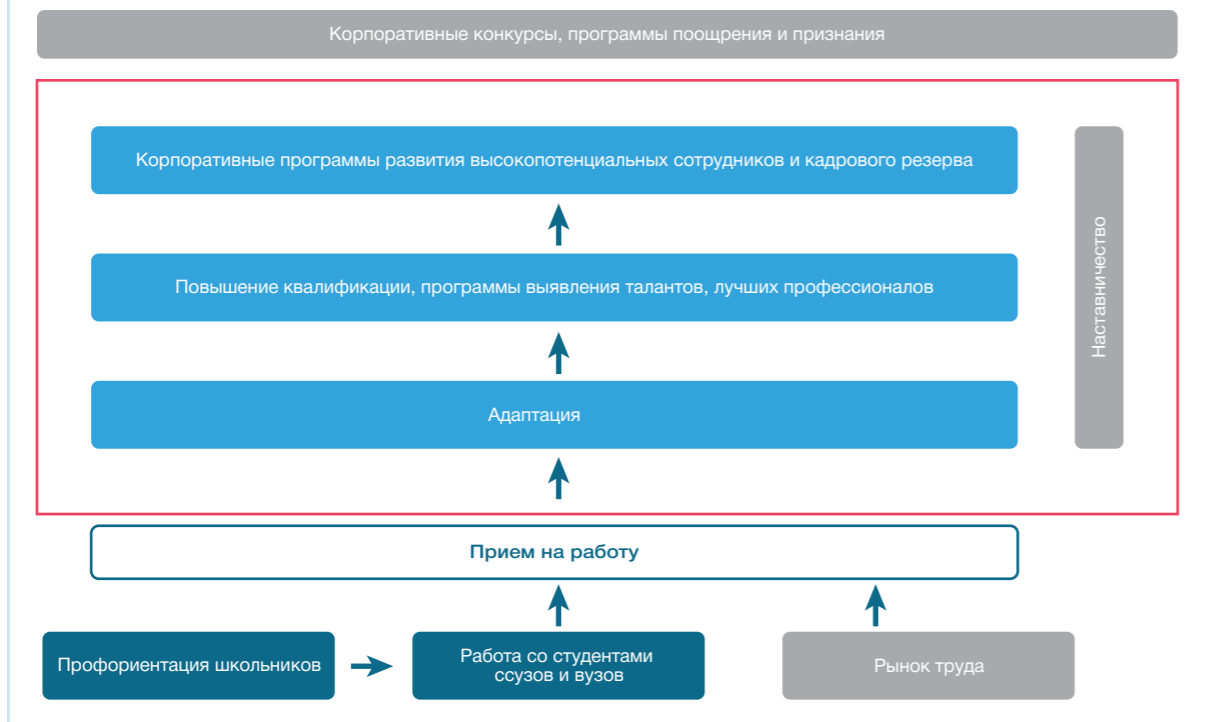 Корпоративные конкурсы, программы поощрения и признания
Корпоративные программы развития высокопотенциальных сотрудников и кадрового резерва
Повышение квалификации, программы выявления талантов, лучших профессионалов
Наставничество
Адаптация
Прием на работу
Профориентация школьников
Работа со студентами
ссузов и вузов
Рынок труда